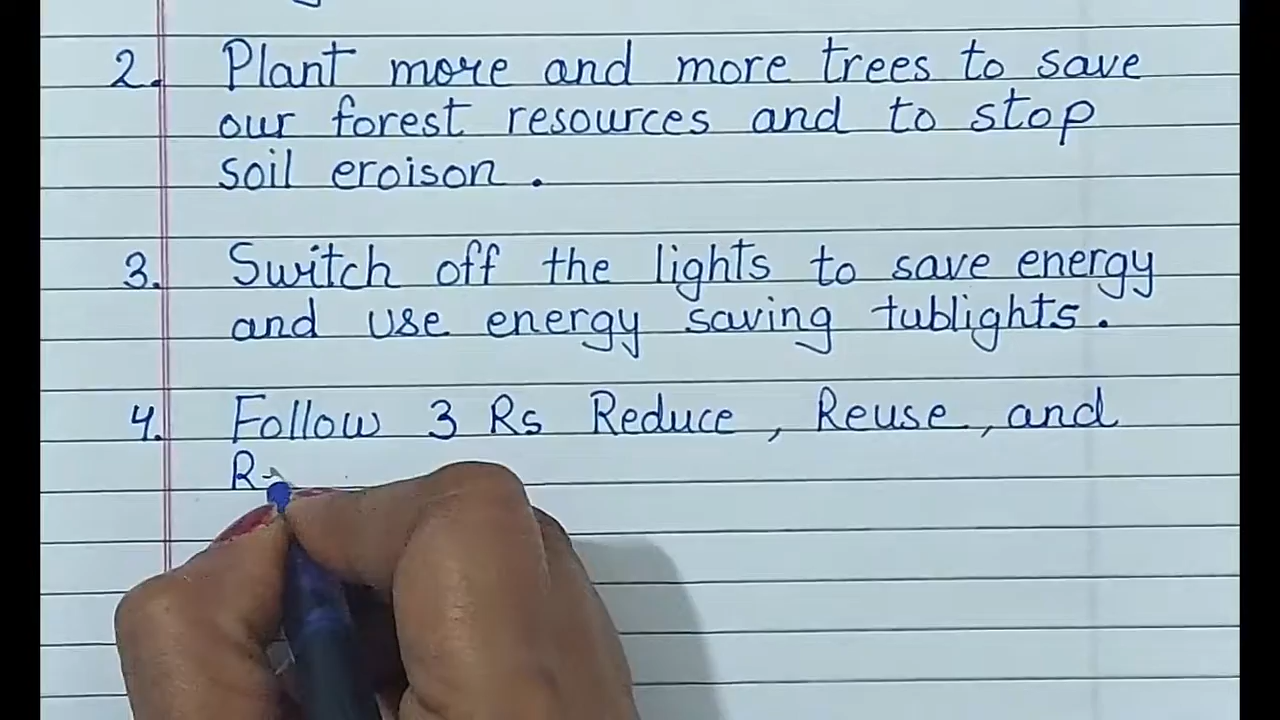 2. Plant more and more trees to save
our forest resources and to stop
soil eroison.
3. Switch off the lights to save energy
and use energy saving tublights.
4. Follow 3 Rs Reduce, Reuse, and